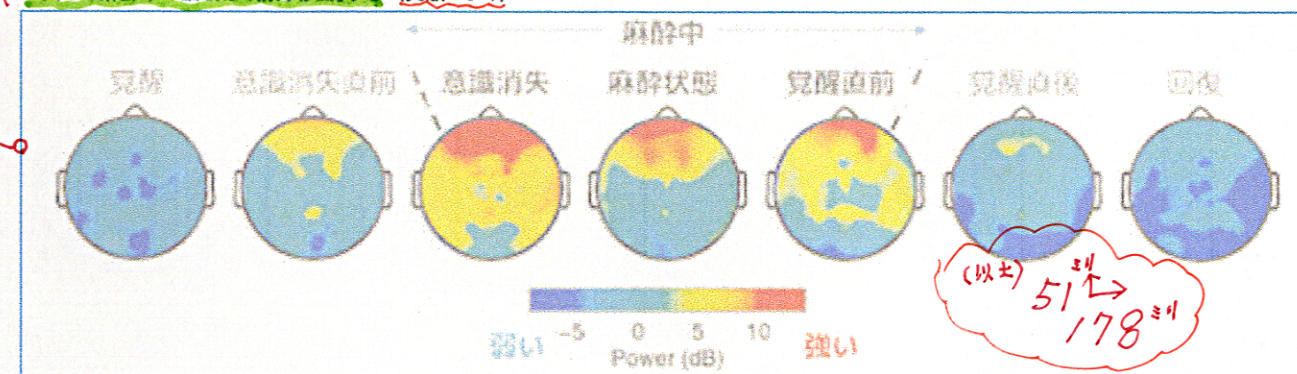 麻酔中
覚醒 意識消失直前 意識消失 麻酔状態 覚醒直前 覚醒直後 回復
(以上) 51ミリ
178ミリ
弱い -5 0 5 10 強い
Power (dB)